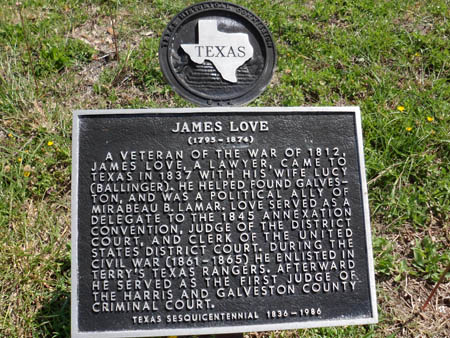 TEXAS HISTORICAL COMMISSION
TEXAS
JAMES LOVE
(1795-1874)
A VETERAN OF THE WAR OF 1812,
JAMES LOVE, A LAWYER, CAME TO
TEXAS IN 1837 WITH HIS WIFE LUCY
(BALLINGER). HE HELPED FOUND GALVES-
TON, AND WAS A POLITICAL ALLY OF
MIRABEAU B. LAMAR. LOVE SERVED AS A
DELEGATE TO THE 1845 ANNEXATION
CONVENTION, JUDGE OF THE DISTRICT
COURT, AND CLERK OF THE UNITED
STATES DISTRICT COURT. DURING THE
CIVIL WAR (1861-1865) HE ENLISTED IN
TERRY'S TEXAS RANGERS. AFTERWARD
HE SERVED AS THE FIRST JUDGE OF
THE HARRIS AND GALVESTON COUNTY
CRIMINAL COURT.
TEXAS SESQUICENTENNIAL 1836-1986